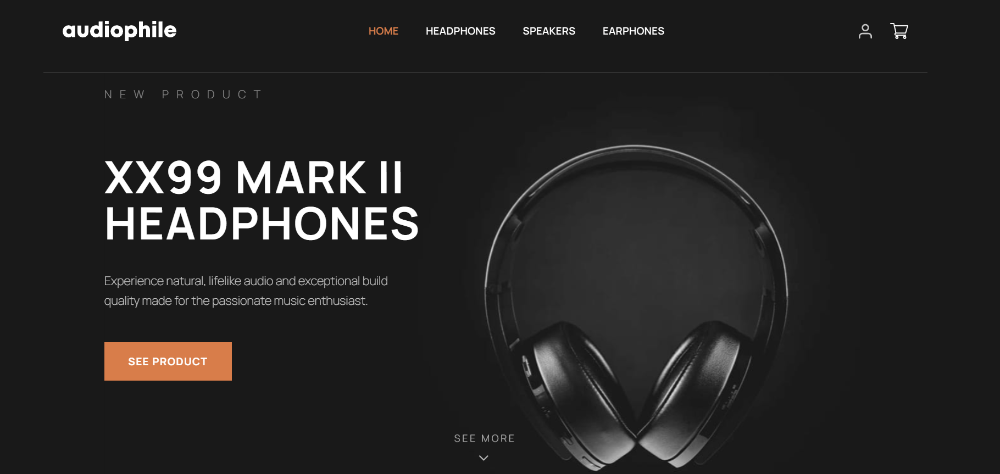 audiophile
HOME HEADPHONES SPEAKERS EARPHONES
NEW PRODUCT
XX99 MARK II
HEADPHONES
Experience natural, lifelike audio and exceptional build
quality made for the passionate music enthusiast.
SEE PRODUCT
SEE MORE